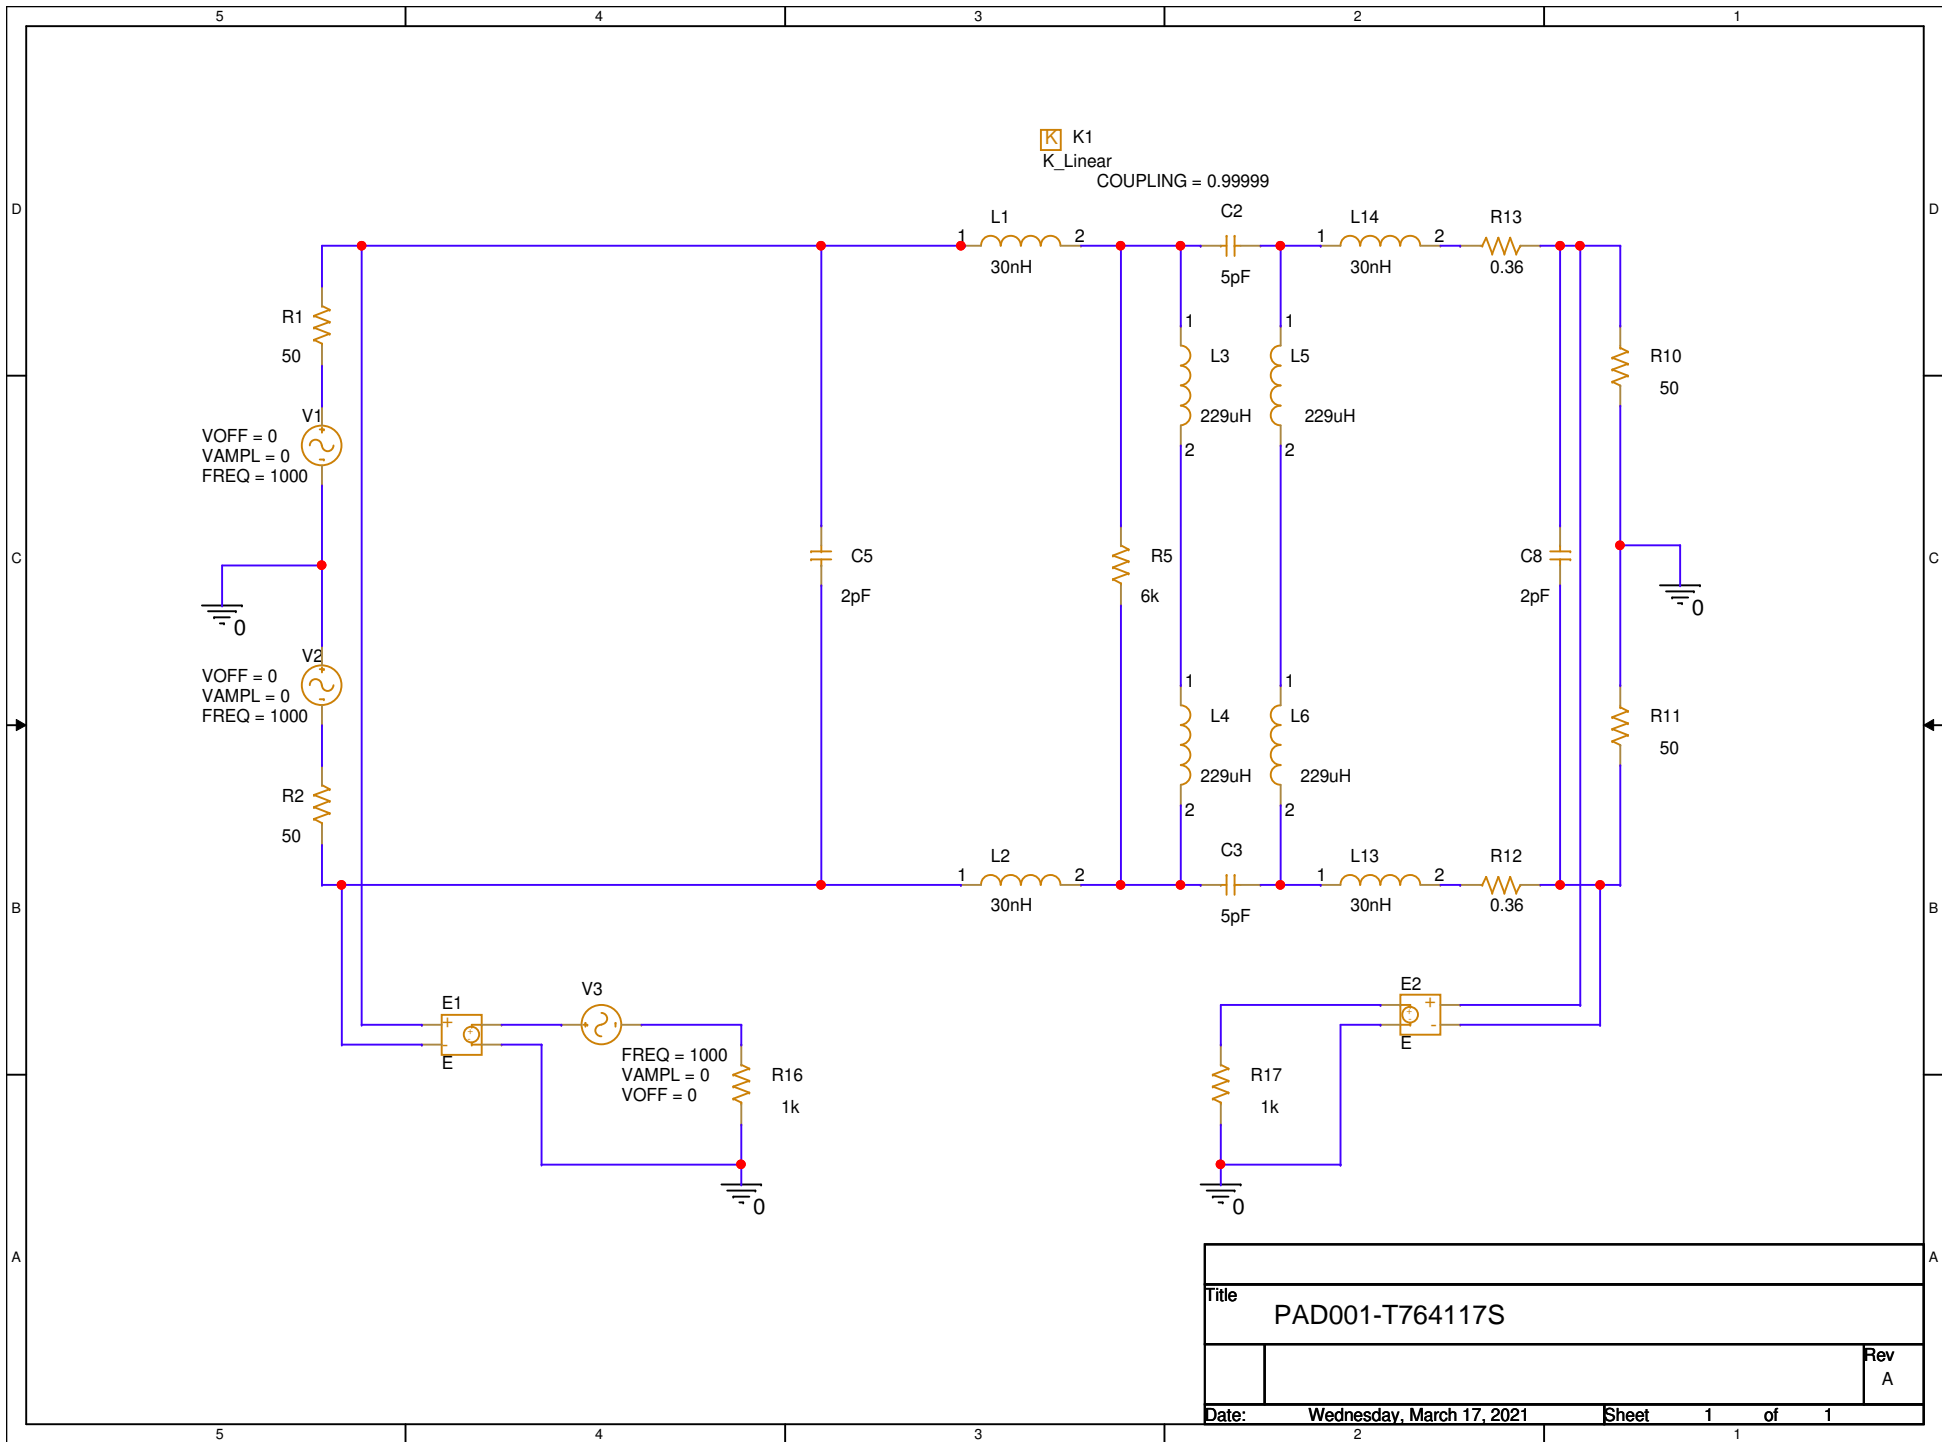 5 4 3 2 1
K K1
K_Linear
COUPLING = 0.99999
D D
L1 C2 L14 R13
1 2 1 2
30nH 5pF 30nH 0.36
R1
50
1 1
L3 L5
229uH 229uH
2 2
R10
50
V1
VOFF = 0
VAMPL = 0
FREQ = 1000
C C
C5
2pF
R5
6k
C8
2pF
0
0
V2
VOFF = 0
VAMPL = 0
FREQ = 1000
1 1
L4 L6
229uH 229uH
2 2
R11
50
R2
50
L2 C3 L13 R12
1 2 1 2
30nH 5pF 30nH 0.36
B B
E1 V3
+
-
E
FREQ = 1000
VAMPL = 0
VOFF = 0
R16
1k
0
E2
+
-
E
R17
1k
0
A A
Title
PAD001-T764117S
Rev
A
Date: Wednesday, March 17, 2021 Sheet 1 of 1
5 4 3 2 1